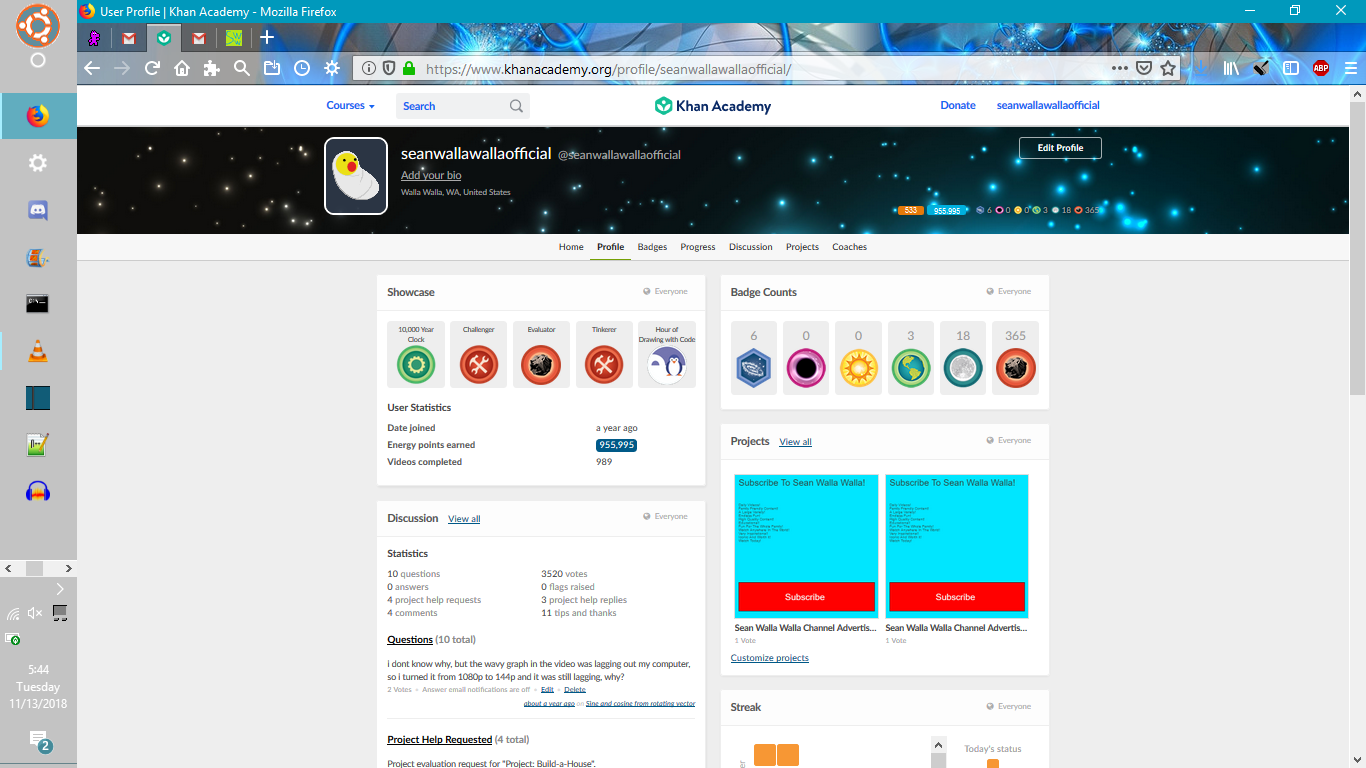 User Profile | Khan Academy - Mozilla Firefox
https://www.khanacademy.org/profile/seanwallawallaofficial/
ABP
Courses
Search
Khan Academy
Donate
seanwallawallaofficial
seanwallawallaofficial @seanwallawallaofficial
Edit Profile
Add your bio
Walla Walla, WA, United States
533 955,995 6 0 0 3 18 365
Home Profile Badges Progress Discussion Projects Coaches
Showcase
Everyone
10,000 Year
Clock
Challenger
Evaluator
Tinkerer
Hour of
Drawing with Code
User Statistics
Date joined a year ago
Energy points earned 955,995
Videos completed 989
Badge Counts
Everyone
6 0 0 3 18 365
Projects View all
Everyone
Subscribe To Sean Walla Walla!
Subscribe
Sean Walla Walla Channel Advertis...
1 Vote
Subscribe To Sean Walla Walla!
Subscribe
Sean Walla Walla Channel Advertis...
1 Vote
Customize projects
Discussion View all
Everyone
Statistics
10 questions 3520 votes
0 answers 0 flags raised
4 project help requests 3 project help replies
4 comments 11 tips and thanks
Questions (10 total)
i dont know why, but the wavy graph in the video was lagging out my computer,
so i turned it from 1080p to 144p and it was still lagging, why?
2 Votes • Answer email notifications are off • Edit • Delete
about a year ago on Sine and cosine from rotating vector
Project Help Requested (4 total)
Project evaluation request for "Project: Build-a-House".
Streak
Everyone
Today's status
5:44
Tuesday
11/13/2018
2